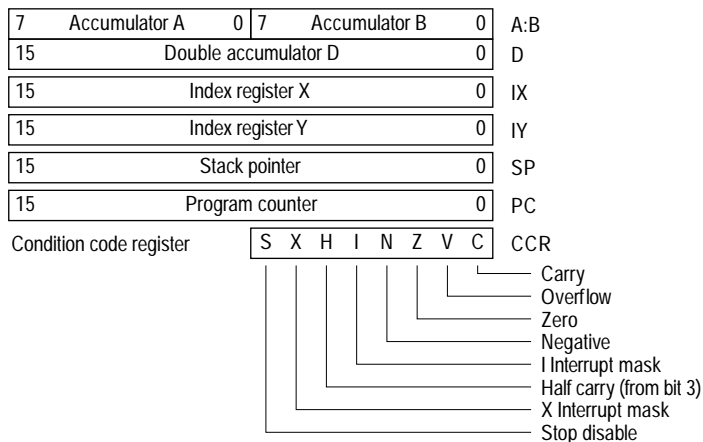 7 Accumulator A 0 7 Accumulator B 0 A:B
15 Double accumulator D 0 D
15 Index register X 0 IX
15 Index register Y 0 IY
15 Stack pointer 0 SP
15 Program counter 0 PC
Condition code register S X H I N Z V C CCR
Carry
Overflow
Zero
Negative
I Interrupt mask
Half carry (from bit 3)
X Interrupt mask
Stop disable